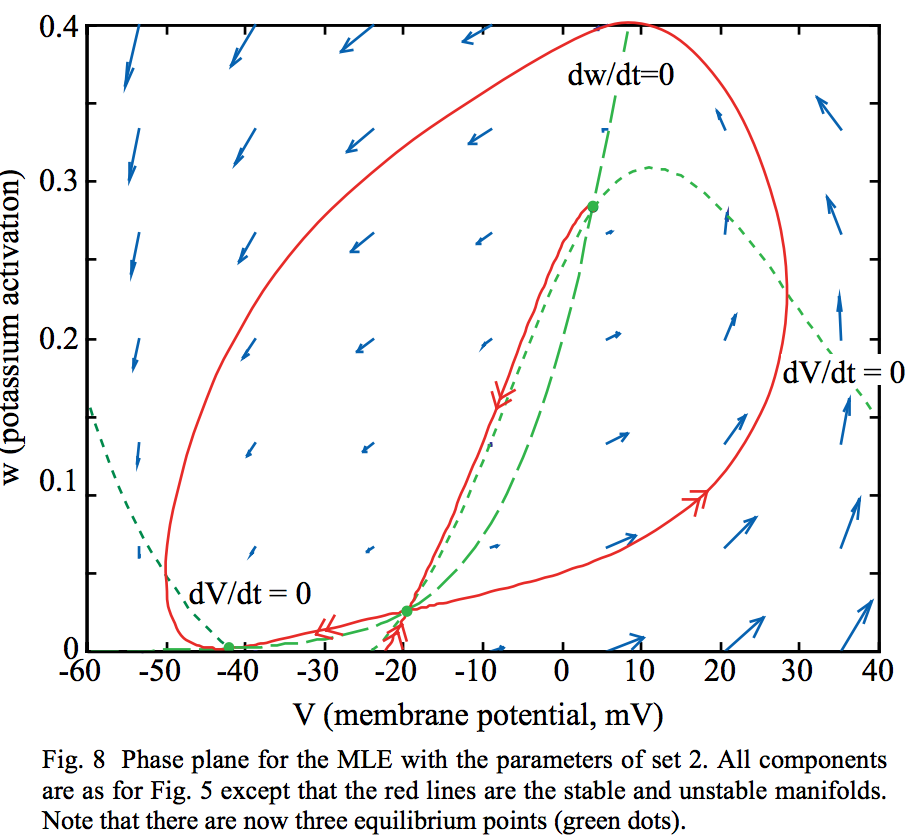 0.4
dw/dt=0
0.3
w (potassium activation)
0.2
dV/dt = 0
0.1
dV/dt = 0
0
-60 -50 -40 -30 -20 -10 0 10 20 30 40
V (membrane potential, mV)
Fig. 8 Phase plane for the MLE with the parameters of set 2. All components
are as for Fig. 5 except that the red lines are the stable and unstable manifolds.
Note that there are now three equilibrium points (green dots).